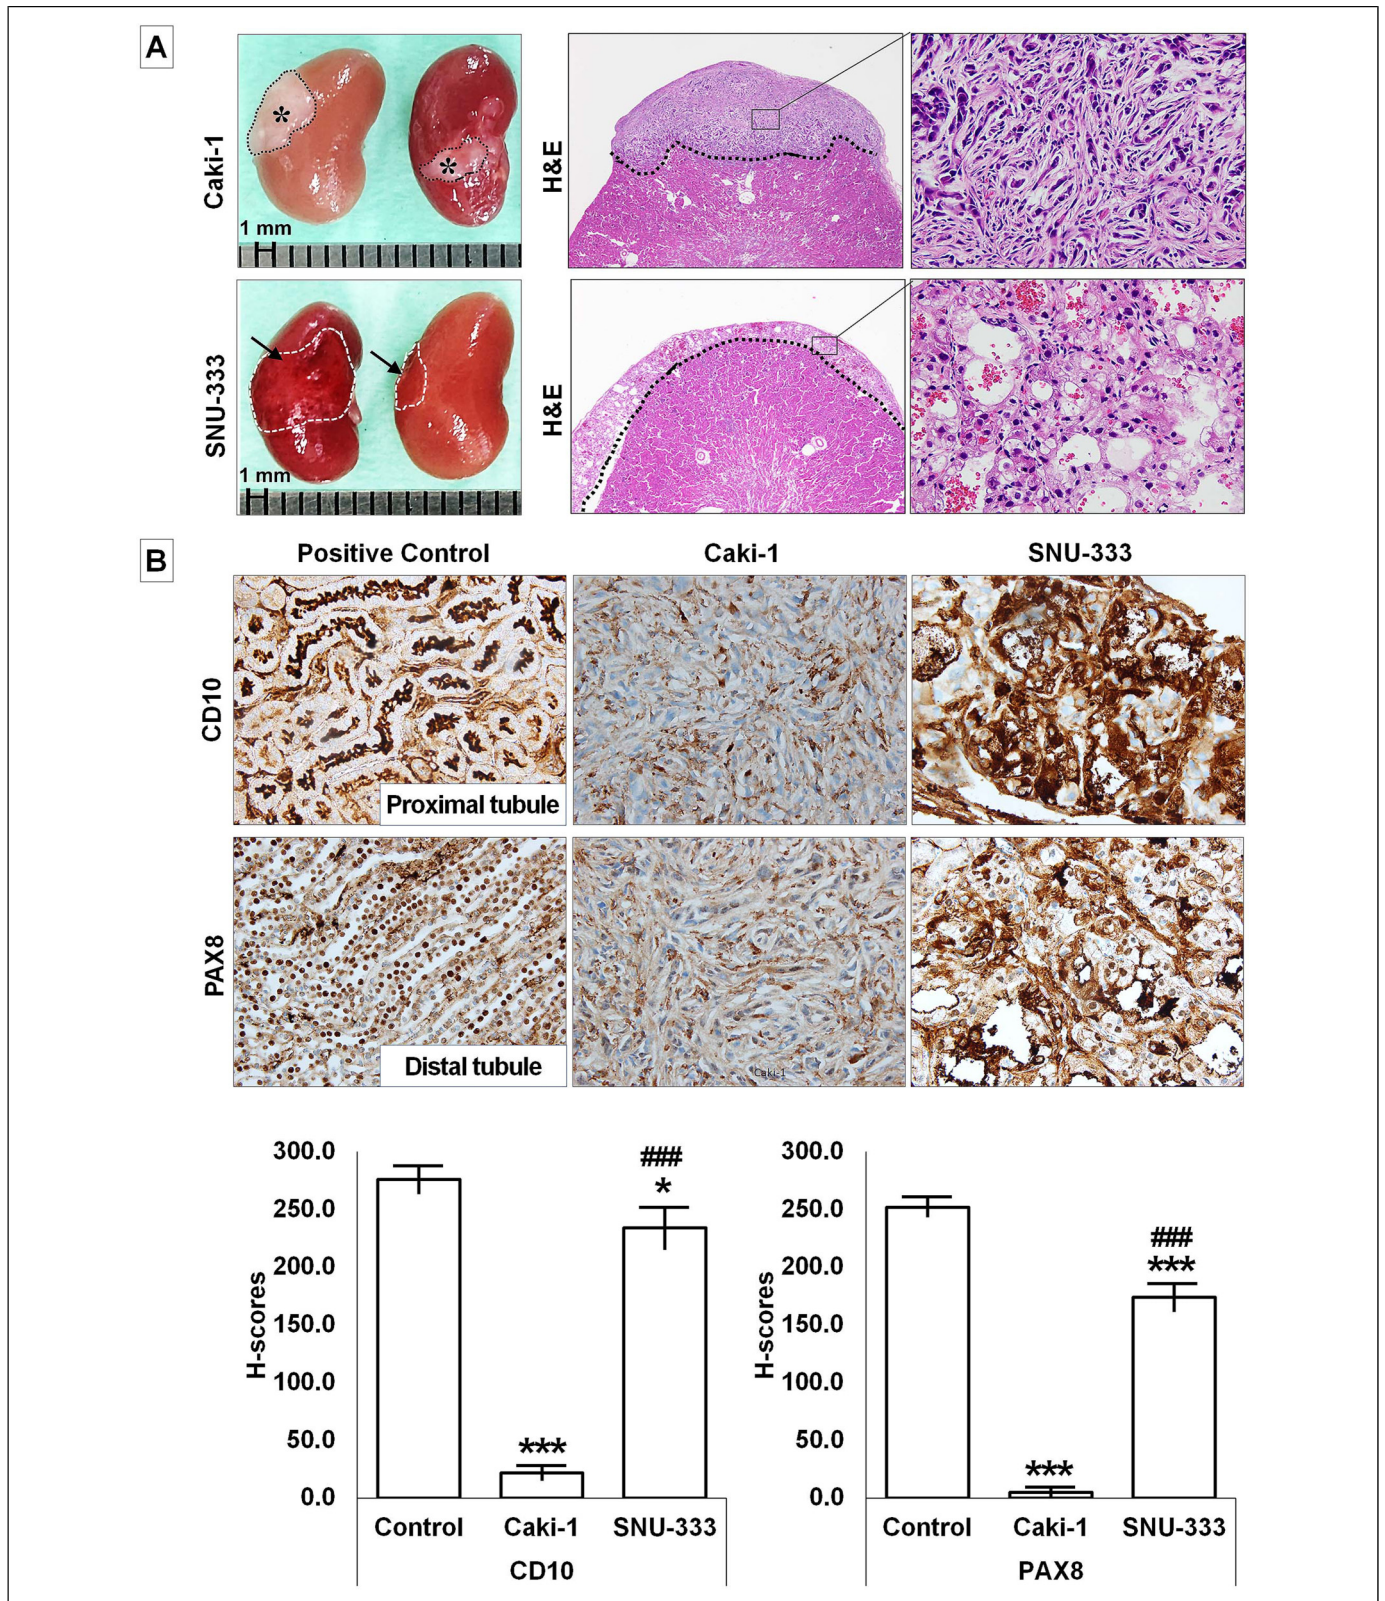 A
Caki-1
*
*
1 mm
H&E
SNU-333
1 mm
H&E
B
Positive Control
Caki-1
SNU-333
CD10
Proximal tubule
PAX8
Distal tubule
Caki-1
300.0
250.0
200.0
150.0
100.0
50.0
0.0
H-scores
###
*
***
Control
Caki-1
SNU-333
CD10
300.0
250.0
200.0
150.0
100.0
50.0
0.0
H-scores
###
***
***
Control
Caki-1
SNU-333
PAX8